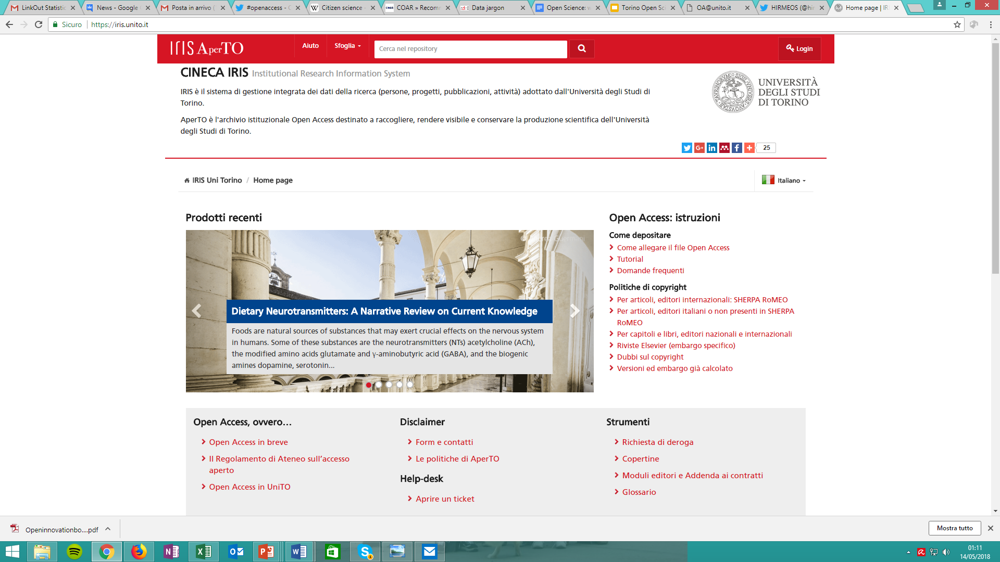 LinkOut Statistic
News - Google
Posta in arrivo (
#openaccess - C
Citizen science -
COAR » Recomm
Data jargon
Open Science: w
Torino Open Sci
OA@unito.it
HIRMEOS (@hir
Home page | IRI
Sicuro
https://iris.unito.it
IRIS AperTO
Aiuto
Sfoglia
Cerca nel repository
Login
CINECA IRIS Institutional Research Information System
IRIS è il sistema di gestione integrata dei dati della ricerca (persone, progetti, pubblicazioni, attività) adottato dall'Università degli Studi di
Torino.
AperTO è l'archivio istituzionale Open Access destinato a raccogliere, rendere visibile e conservare la produzione scientifica dell'Università
degli Studi di Torino.
UNIVERSITÀ
DEGLI STUDI
DI TORINO
25
IRIS Uni Torino / Home page
Italiano
Prodotti recenti
Dietary Neurotransmitters: A Narrative Review on Current Knowledge
Foods are natural sources of substances that may exert crucial effects on the nervous system
in humans. Some of these substances are the neurotransmitters (NTs) acetylcholine (ACh),
the modified amino acids glutamate and γ-aminobutyric acid (GABA), and the biogenic
amines dopamine, serotonin...
Open Access: istruzioni
Come depositare
Come allegare il file Open Access
Tutorial
Domande frequenti
Politiche di copyright
Per articoli, editori internazionali: SHERPA RoMEO
Per articoli, editori italiani o non presenti in SHERPA
RoMEO
Per capitoli e libri, editori nazionali e internazionali
Riviste Elsevier (embargo specifico)
Dubbi sul copyright
Versioni ed embargo già calcolato
Open Access, ovvero...
Open Access in breve
Il Regolamento di Ateneo sull'accesso
aperto
Open Access in UniTO
Disclaimer
Form e contatti
Le politiche di AperTO
Help-desk
Aprire un ticket
Strumenti
Richiesta di deroga
Copertine
Moduli editori e Addenda ai contratti
Glossario
Openinnovationbo....pdf
Mostra tutto
01:11
14/05/2018